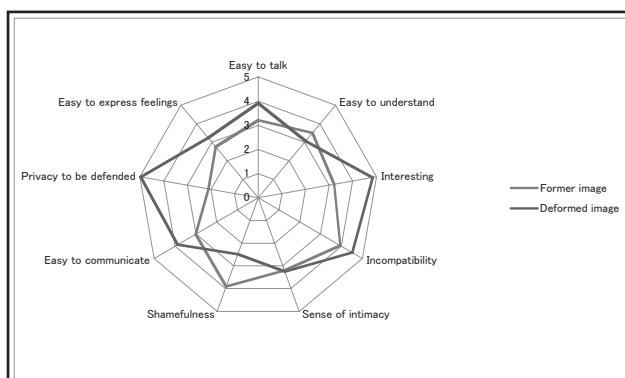 Easy to talk
5
Easy to express feelings
4
Easy to understand
3
2
Privacy to be defended
1
Interesting
0
Former image
Deformed image
Easy to communicate
Incompatibility
Shamefulness
Sense of intimacy